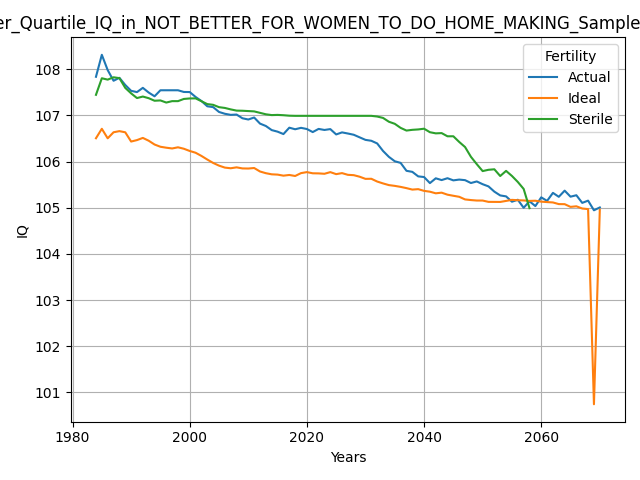 er_Quartile_IQ_in_NOT_BETTER_FOR_WOMEN_TO_DO_HOME_MAKING_Sample
Fertility
Actual
Ideal
Sterile
IQ
108
107
106
105
104
103
102
101
1980
2000
2020
2040
2060
Years